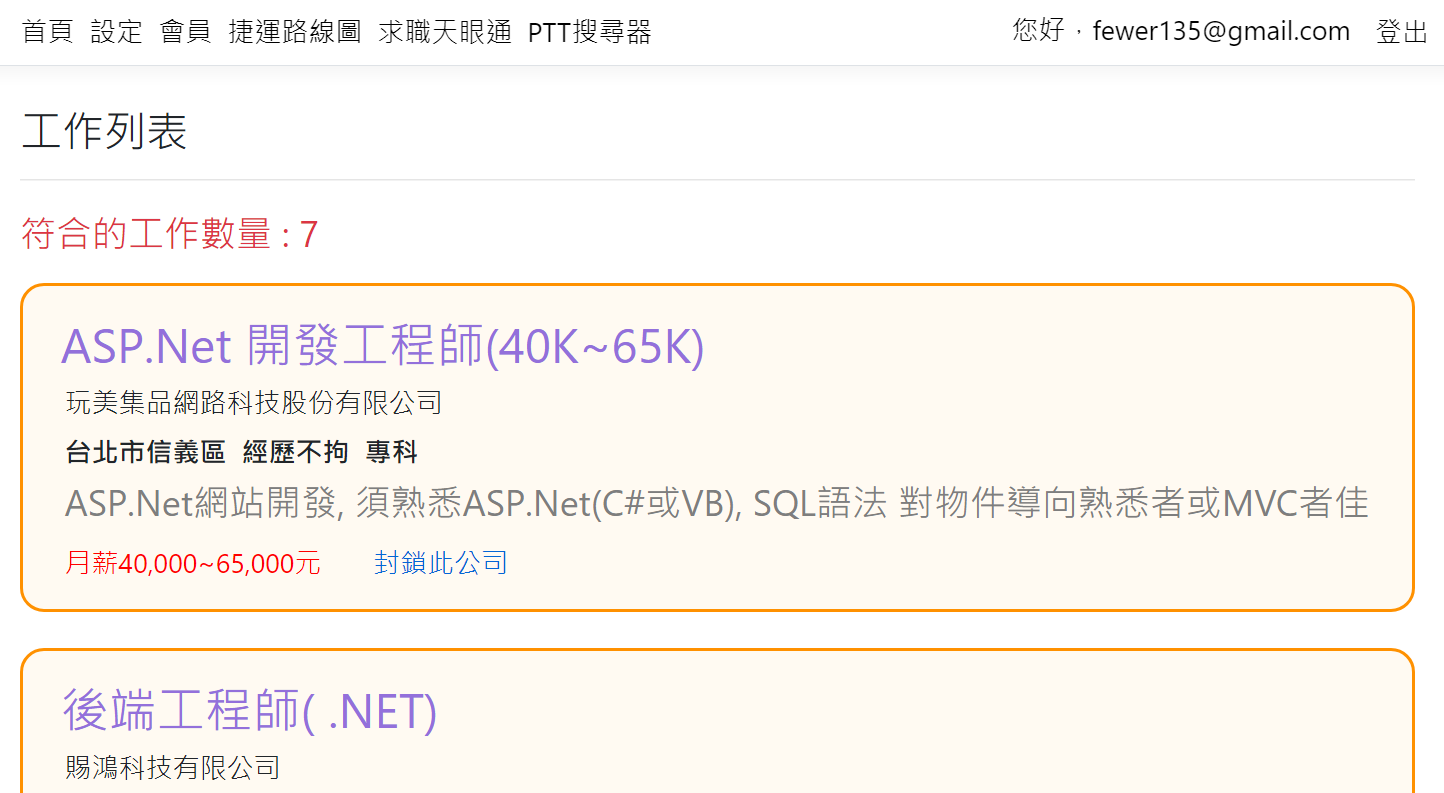 首頁 設定 會員 捷運路線圖 求職天眼通 PTT搜尋器 您好，fewer135@gmail.com 登出
工作列表
符合的工作數量 : 7
ASP.Net 開發工程師(40K~65K)
玩美集品網路科技股份有限公司
台北市信義區 經歷不拘 專科
ASP.Net網站開發, 須熟悉ASP.Net(C#或VB), SQL語法 對物件導向熟悉者或MVC者佳
月薪40,000~65,000元 封鎖此公司
後端工程師( .NET)
賜鴻科技有限公司